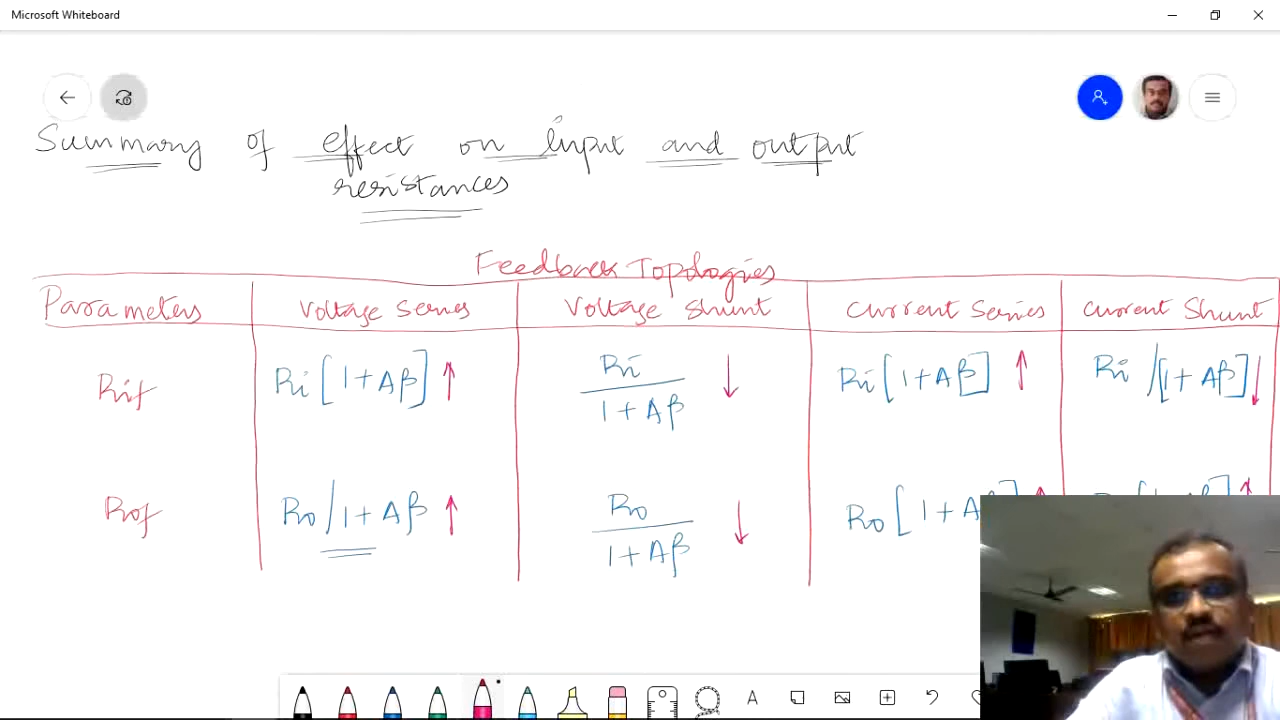 Microsoft Whiteboard
Summary of effect on input and output
resistances
Feedback Topologies
Parameters Voltage Series Voltage Shunt Current Series Current Shunt
Rif Ri [1+Aβ] ↑ Ri / 1+Aβ ↓ Ri [1+Aβ] ↑ Ri /[1+Aβ] ↓
Rof Ro / 1+Aβ ↑ Ro / 1+Aβ ↓ Ro [1+A
A